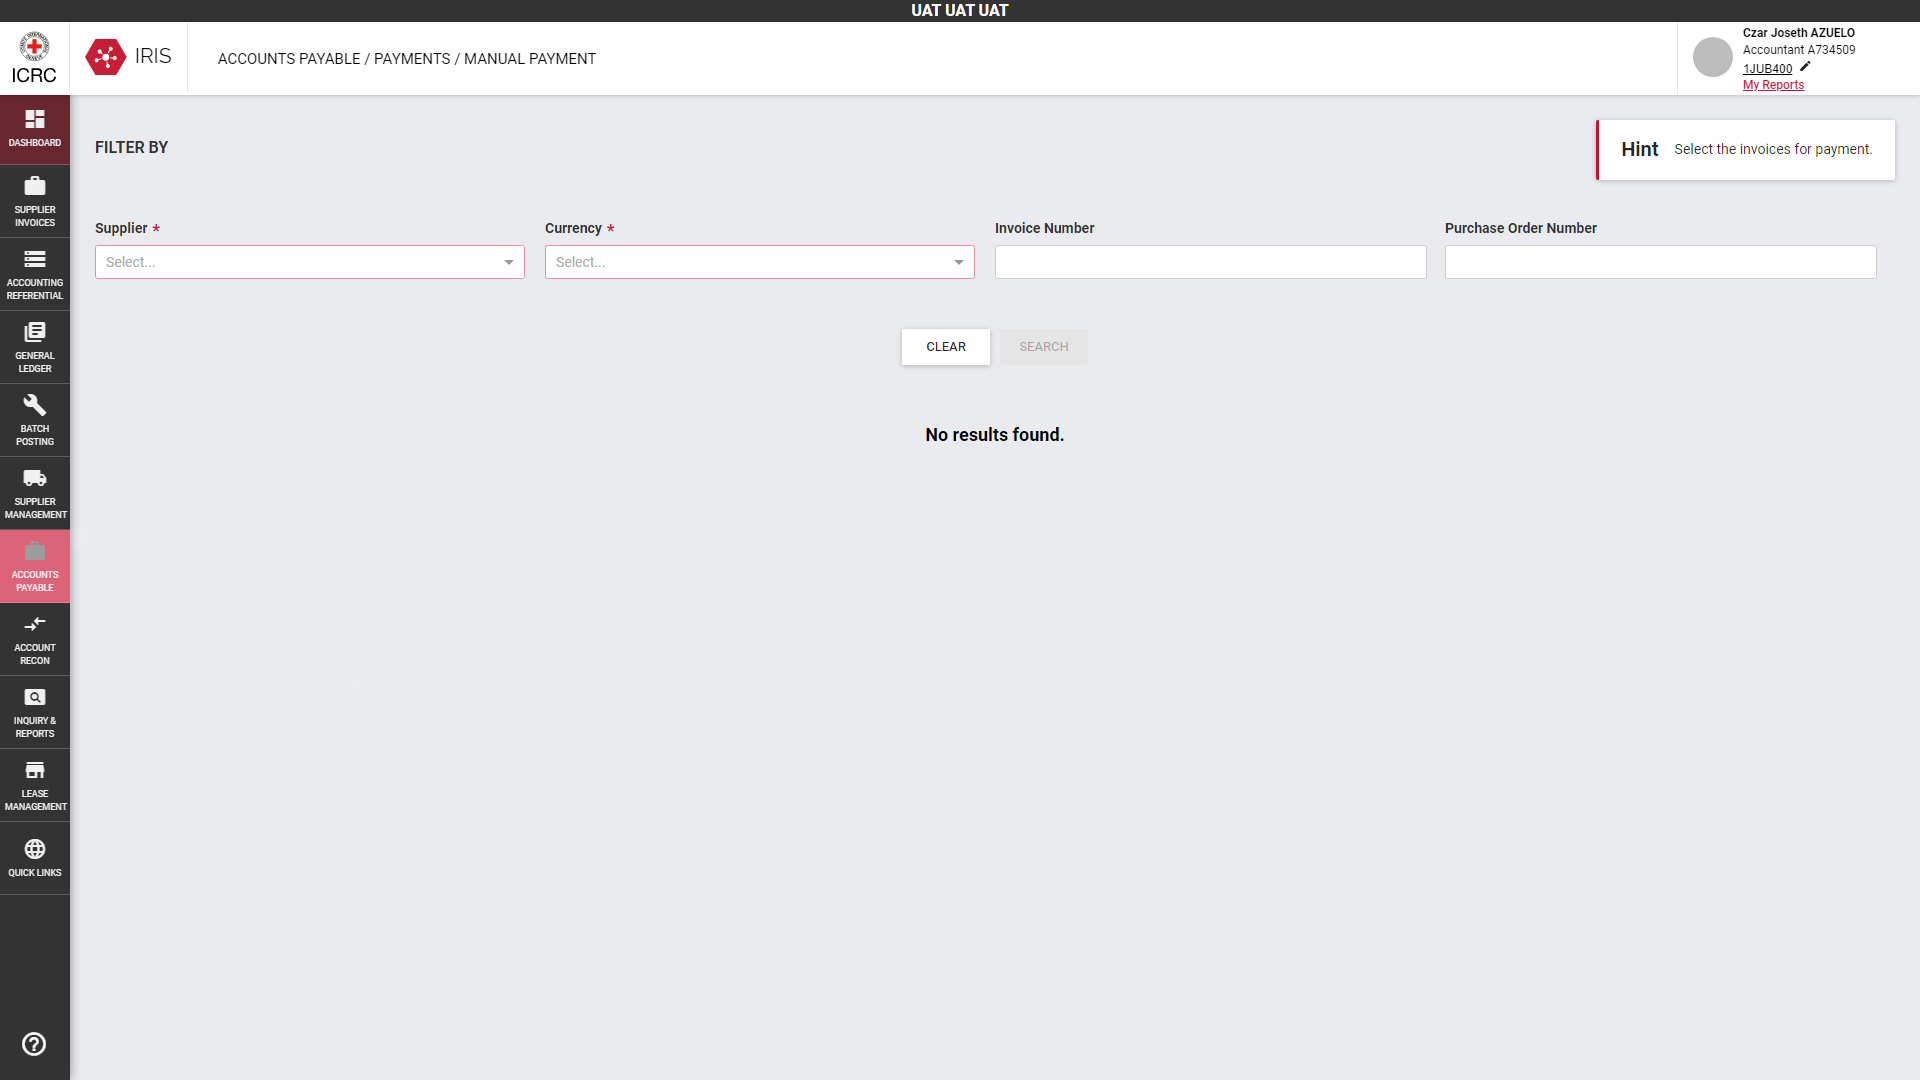 UAT UAT UAT
ICRC
IRIS
ACCOUNTS PAYABLE / PAYMENTS / MANUAL PAYMENT
Czar Joseth AZUELO
Accountant A734509
1JUB400
My Reports
DASHBOARD
SUPPLIER
INVOICES
ACCOUNTING
REFERENTIAL
GENERAL
LEDGER
BATCH
POSTING
SUPPLIER
MANAGEMENT
ACCOUNTS
PAYABLE
ACCOUNT
RECON
INQUIRY &
REPORTS
LEASE
MANAGEMENT
QUICK LINKS
FILTER BY
Hint Select the invoices for payment.
Supplier *
Select...
Currency *
Select...
Invoice Number
Purchase Order Number
CLEAR
SEARCH
No results found.